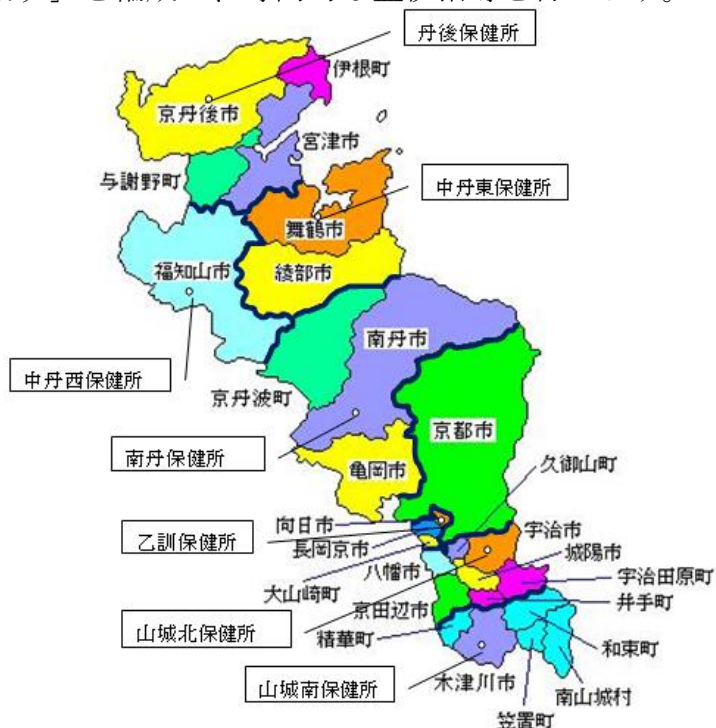 丹後保健所
伊根町
京丹後市
宮津市
与謝野町
中丹東保健所
舞鶴市
福知山市
綾部市
南丹市
中丹西保健所
京丹波町
京都市
南丹保健所
亀岡市
久御山町
向日市
宇治市
乙訓保健所
長岡京市
城陽市
八幡市
大山崎町
宇治田原町
京田辺市
井手町
山城北保健所
精華町
和束町
山城南保健所
木津川市
南山城村
笠置町